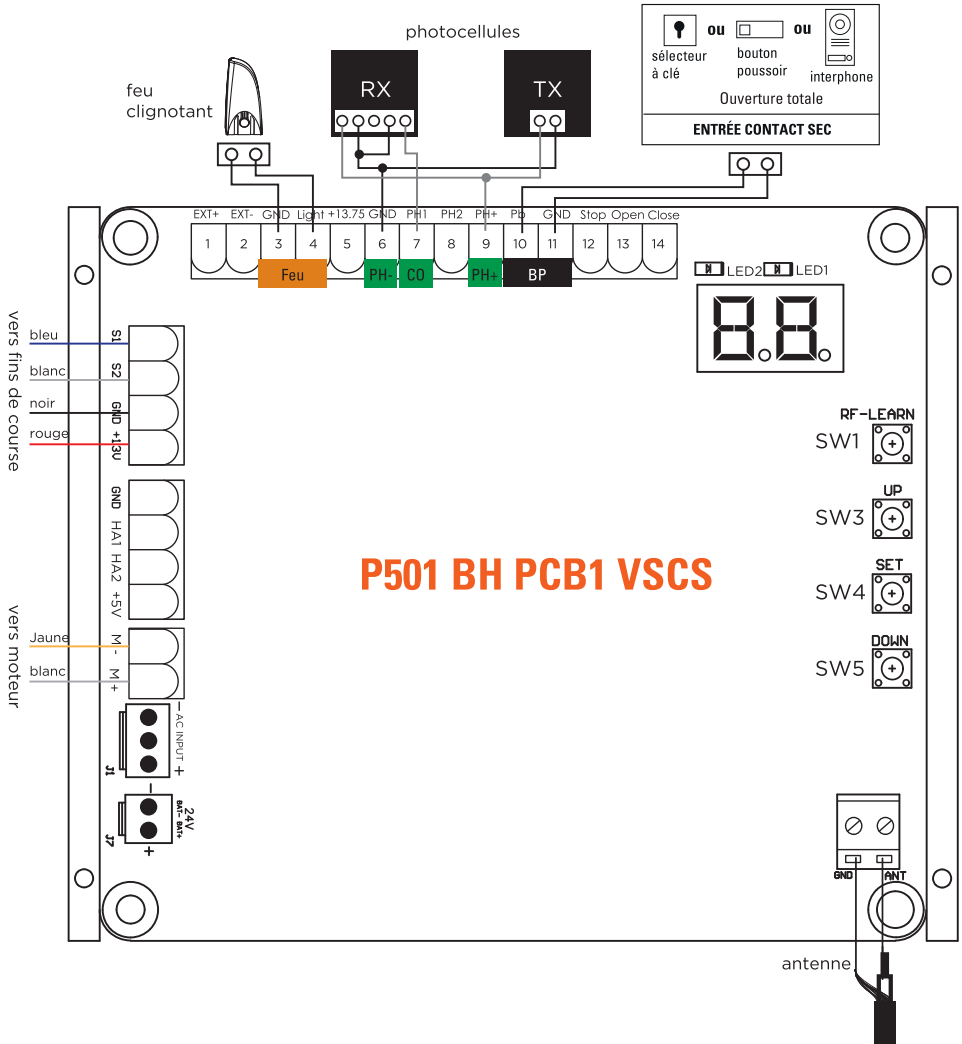 photocellules
feu
clignotant
RX
TX
ou
ou
sélecteur
à clé
bouton
poussoir
interphone
Ouverture totale
ENTRÉE CONTACT SEC
EXT+ EXT- GND Light +13.75 GND PH1 PH2 PH+ Pb GND Stop Open Close
1 2 3 4 5 6 7 8 9 10 11 12 13 14
Feu PH- CO PH+ BP
LED2 LED1
8.8.
vers fins de course
bleu S1
blanc S2
noir GND
rouge +13V
GND
HA1
HA2
+5V
vers moteur
Jaune M -
blanc M +
P501 BH PCB1 VSCS
RF-LEARN
SW1
UP
SW3
SET
SW4
DOWN
SW5
- AC INPUT +
J1
-
24V
BAT- BAT+
J7
+
GND ANT
antenne